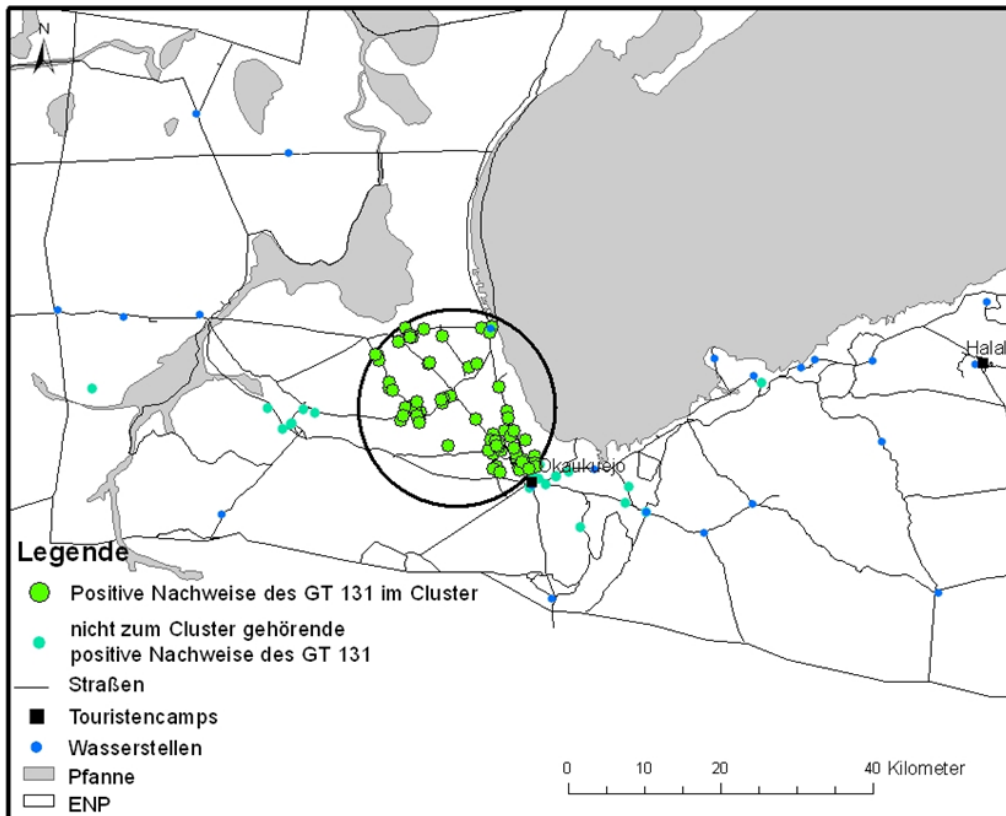 N
Halal
Okaukuejo
Legende
Positive Nachweise des GT 131 im Cluster
nicht zum Cluster gehörende
positive Nachweise des GT 131
Straßen
Touristencamps
Wasserstellen
Pfanne
ENP
0 10 20 40 Kilometer